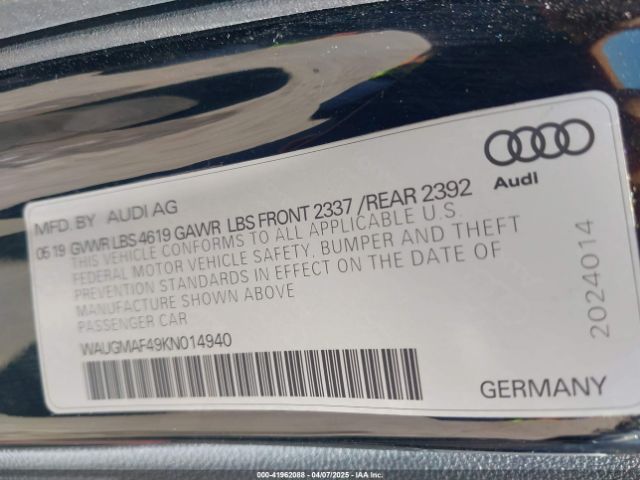 Audi
MFD. BY AUDI AG
05 19 GVWR LBS 4619 GAWR LBS FRONT 2337 /REAR 2392
THIS VEHICLE CONFORMS TO ALL APPLICABLE U.S.
FEDERAL MOTOR VEHICLE SAFETY, BUMPER AND THEFT
PREVENTION STANDARDS IN EFFECT ON THE DATE OF
MANUFACTURE SHOWN ABOVE
PASSENGER CAR
WAUGMAF49KN014940
2024014
GERMANY
000-41962088 - 04/07/2025 - IAAI.COM